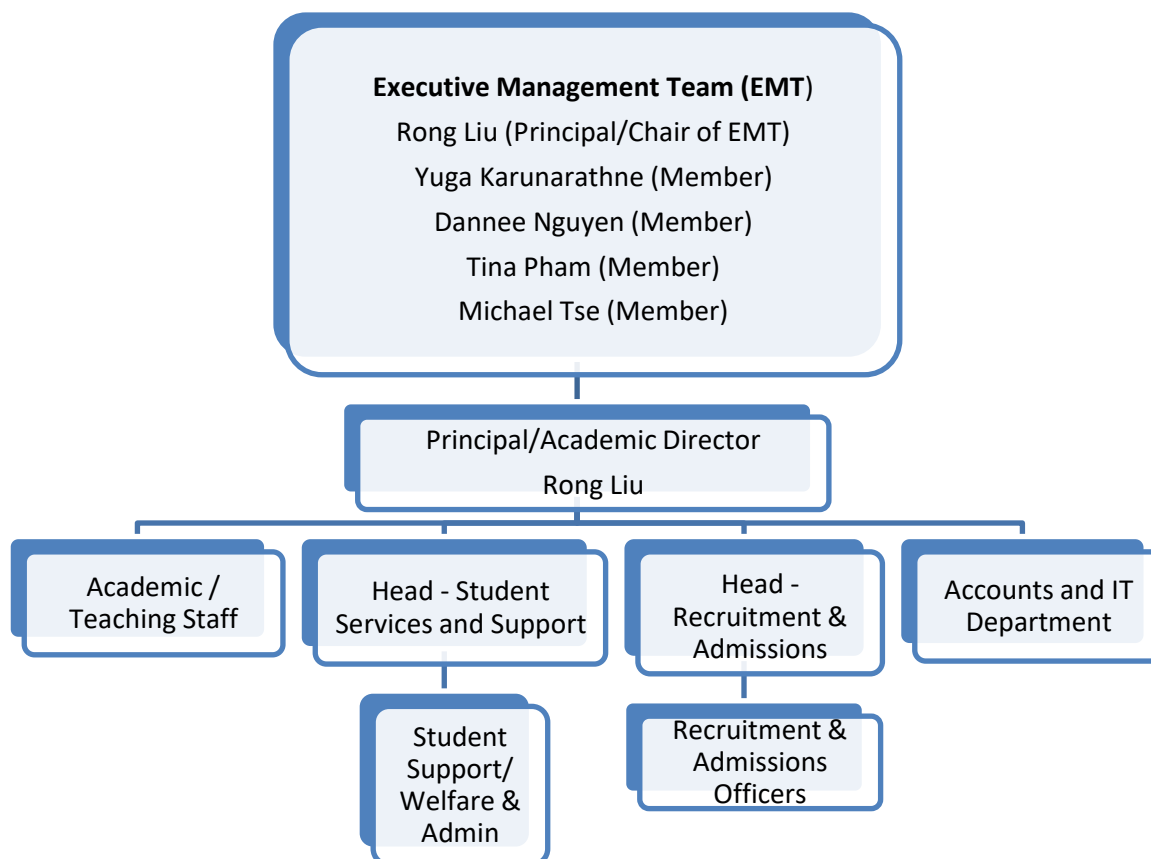 Executive Management Team (EMT)
Rong Liu (Principal/Chair of EMT)
Yuga Karunarathne (Member)
Dannee Nguyen (Member)
Tina Pham (Member)
Michael Tse (Member)
Principal/Academic Director
Rong Liu
Academic /
Teaching Staff
Head - Student
Services and Support
Head -
Recruitment &
Admissions
Accounts and IT
Department
Student
Support/
Welfare &
Admin
Recruitment &
Admissions
Officers